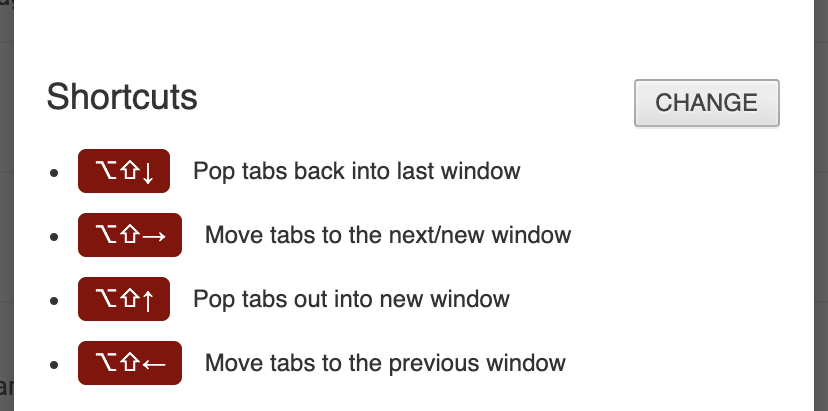 Shortcuts
CHANGE
• ⌥⇧↓ Pop tabs back into last window
• ⌥⇧→ Move tabs to the next/new window
• ⌥⇧↑ Pop tabs out into new window
• ⌥⇧← Move tabs to the previous window